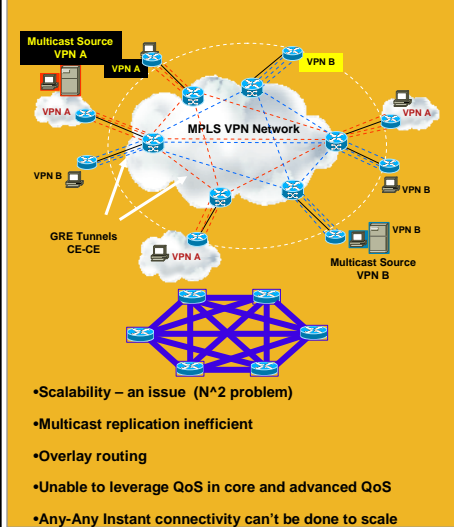 Multicast Source
VPN A
VPN A
VPN B
VPN A
MPLS VPN Network
VPN A
VPN B
VPN B
GRE Tunnels
CE-CE
VPN A
VPN B
Multicast Source
VPN B
•Scalability – an issue (N^2 problem)
•Multicast replication inefficient
•Overlay routing
•Unable to leverage QoS in core and advanced QoS
•Any-Any Instant connectivity can't be done to scale